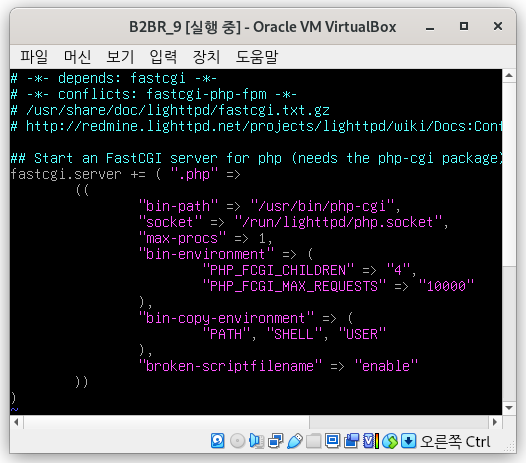 B2BR_9 [실행 중] - Oracle VM VirtualBox
파일 머신 보기 입력 장치 도움말
# -*- depends: fastcgi -*-
# -*- conflicts: fastcgi-php-fpm -*-
# /usr/share/doc/lighttpd/fastcgi.txt.gz
# http://redmine.lighttpd.net/projects/lighttpd/wiki/Docs:Conf
## Start an FastCGI server for php (needs the php-cgi package)
fastcgi.server += ( ".php" =>
        ((
                "bin-path" => "/usr/bin/php-cgi",
                "socket" => "/run/lighttpd/php.socket",
                "max-procs" => 1,
                "bin-environment" => (
                        "PHP_FCGI_CHILDREN" => "4",
                        "PHP_FCGI_MAX_REQUESTS" => "10000"
                ),
                "bin-copy-environment" => (
                        "PATH", "SHELL", "USER"
                ),
                "broken-scriptfilename" => "enable"
        ))
)
~
오른쪽 Ctrl